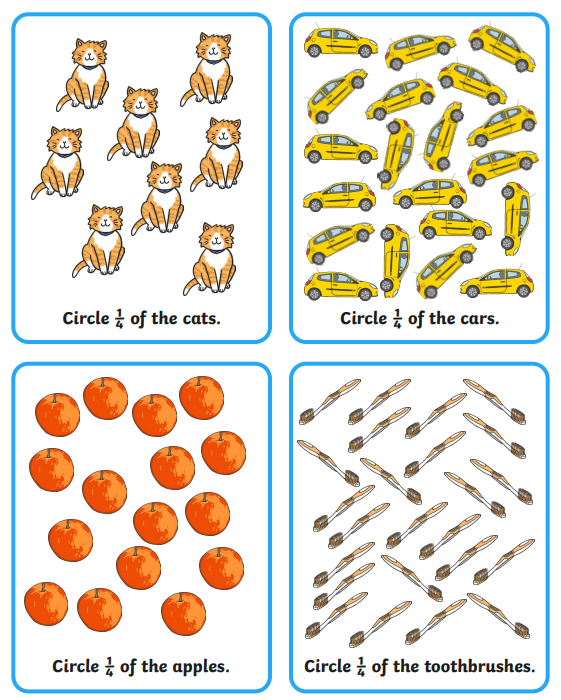 Circle 1/4 of the cats.
Circle 1/4 of the cars.
Circle 1/4 of the apples.
Circle 1/4 of the toothbrushes.